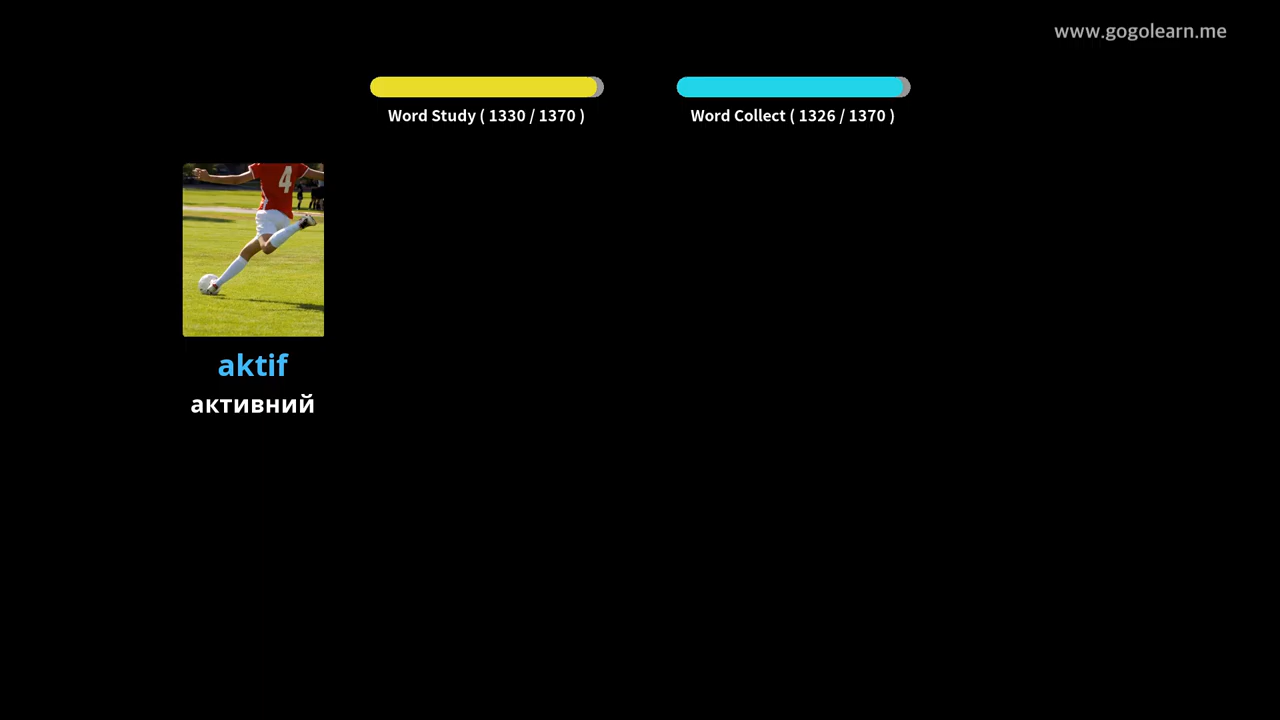 www.gogolearn.me
Word Study ( 1330 / 1370 )
Word Collect ( 1326 / 1370 )
4
aktif
активний